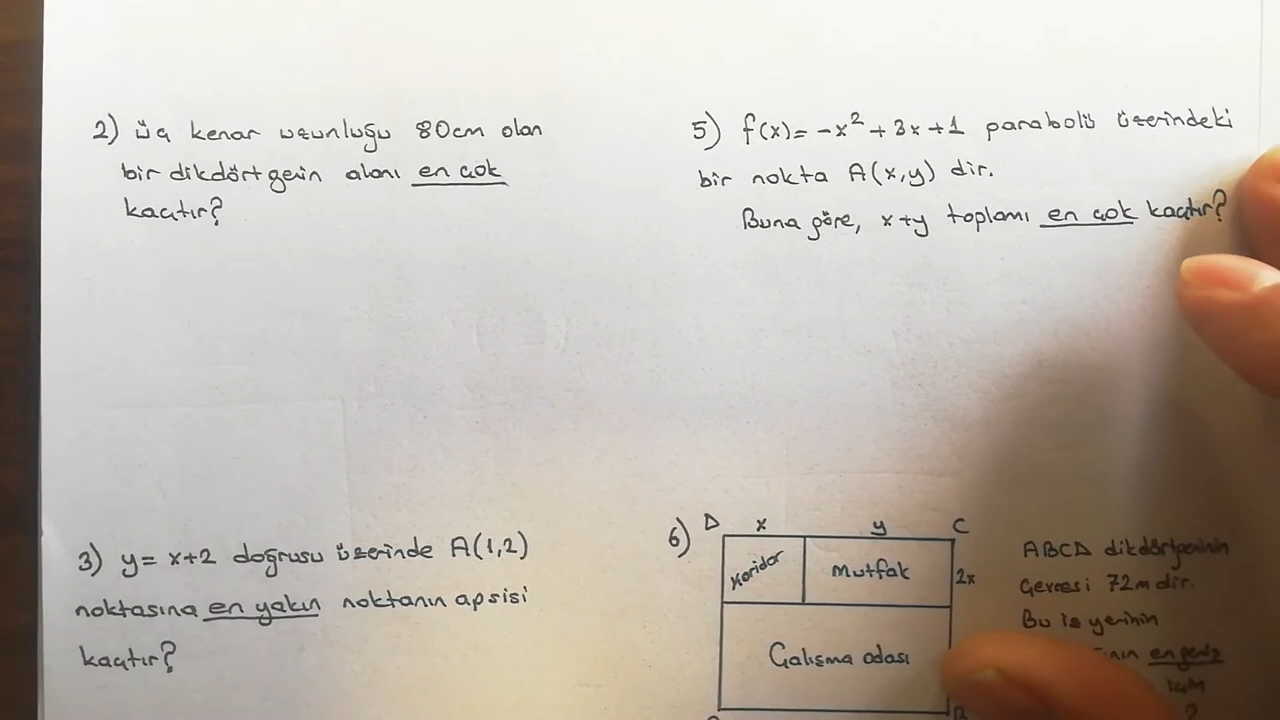 2) üç kenar uzunluğu 80cm olan
bir dikdörtgenin alanı en çok
kaçtır?
3) y = x+2 doğrusu üzerinde A(1,2)
noktasına en yakın noktanın apsisi
kaçtır?
5) f(x) = -x² + 3x + 1 parabolü üzerindeki
bir nokta A(x,y) dir.
Buna göre, x+y toplamı en çok kaçtır?
6) D x y C
Koridor Mutfak 2x
Çalışma odası
B
ABCD dikdörtgeninin
Çevresi 72m dir.
Bu iş yerinin
en geniş
için
?